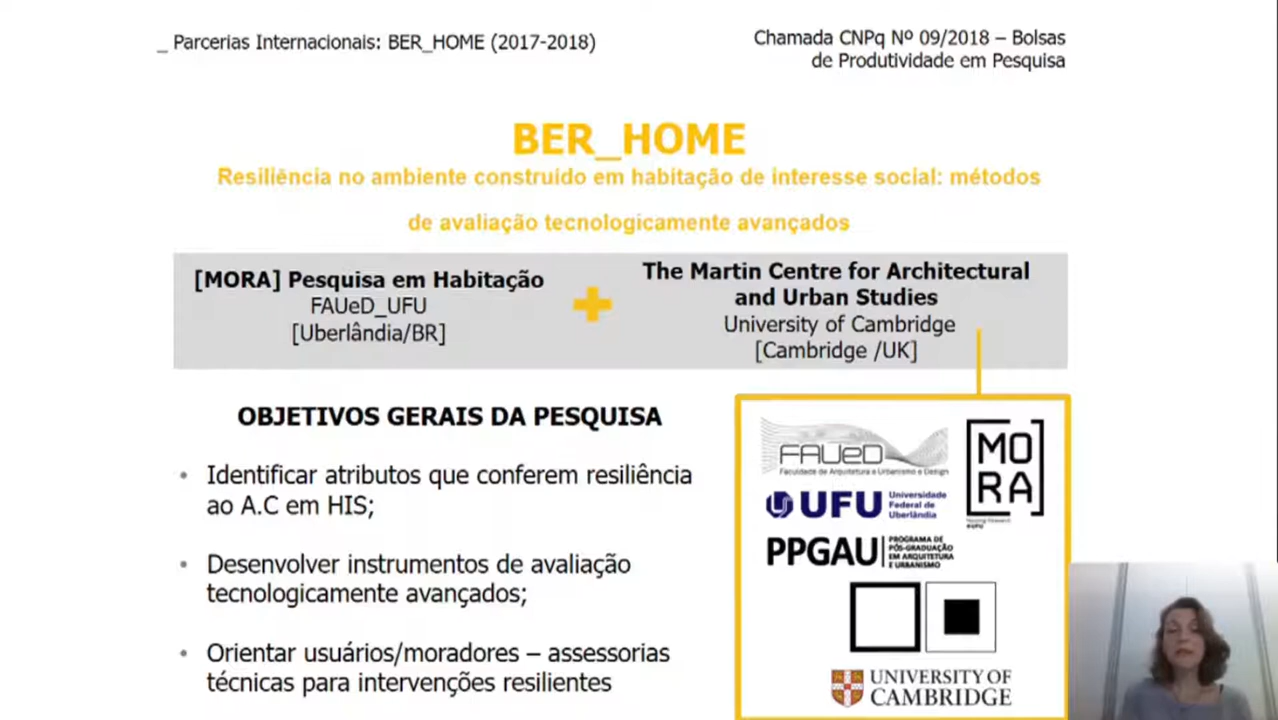 _ Parcerias Internacionais: BER_HOME (2017-2018)
Chamada CNPq Nº 09/2018 – Bolsas
de Produtividade em Pesquisa
BER_HOME
Resiliência no ambiente construído em habitação de interesse social: métodos
de avaliação tecnologicamente avançados
[MORA] Pesquisa em Habitação
FAUeD_UFU
[Uberlândia/BR]
The Martin Centre for Architectural
and Urban Studies
University of Cambridge
[Cambridge /UK]
OBJETIVOS GERAIS DA PESQUISA
• Identificar atributos que conferem resiliência
ao A.C em HIS;
• Desenvolver instrumentos de avaliação
tecnologicamente avançados;
• Orientar usuários/moradores – assessorias
técnicas para intervenções resilientes
FAUeD
Faculdade de Arquitetura e Urbanismo e Design
UFU
Universidade
Federal de
Uberlândia
PPGAU
PROGRAMA DE
PÓS-GRADUAÇÃO
EM ARQUITETURA
E URBANISMO
MO
RA
UNIVERSITY OF
CAMBRIDGE